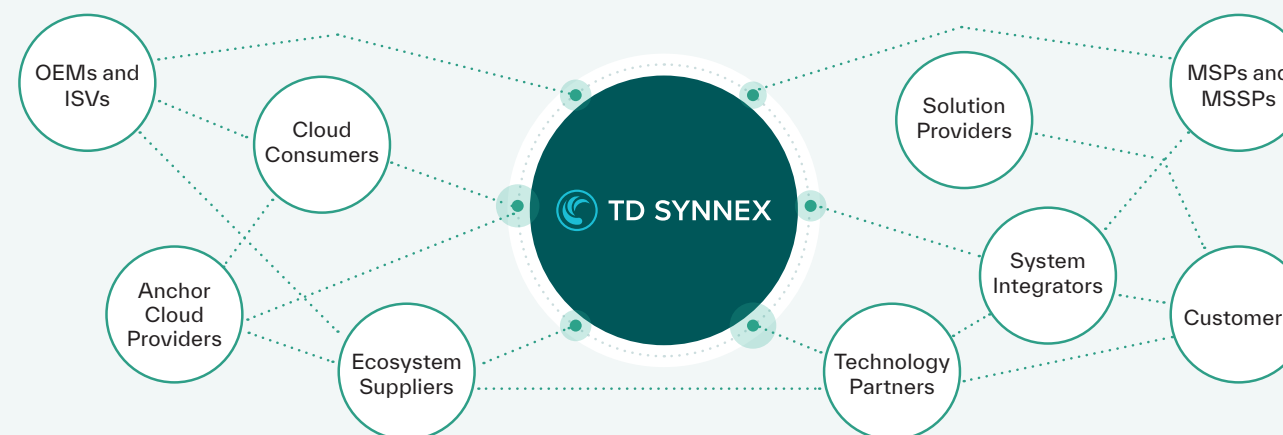 OEMs and
ISVs
Cloud
Consumers
Anchor
Cloud
Providers
Ecosystem
Suppliers
TD SYNNEX
Solution
Providers
MSPs and
MSSPs
System
Integrators
Technology
Partners
Customer